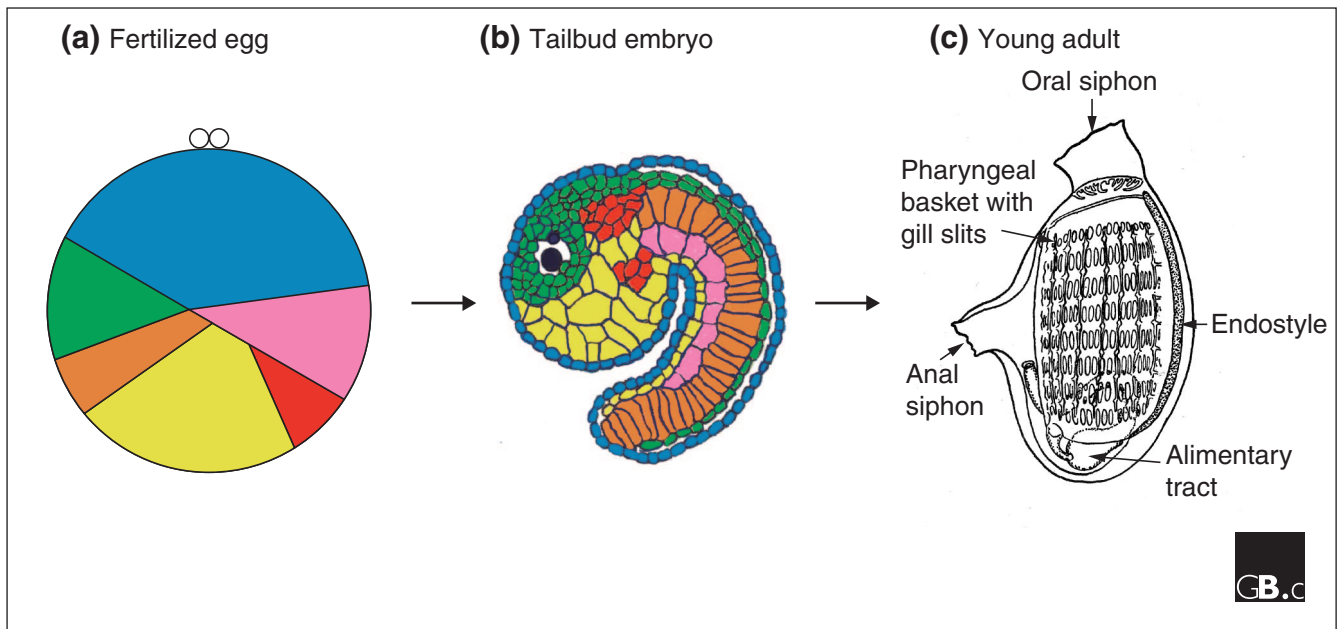 (a) Fertilized egg
(b) Tailbud embryo
(c) Young adult
Oral siphon
Pharyngeal
basket with
gill slits
Endostyle
Anal
siphon
Alimentary
tract
GB.c